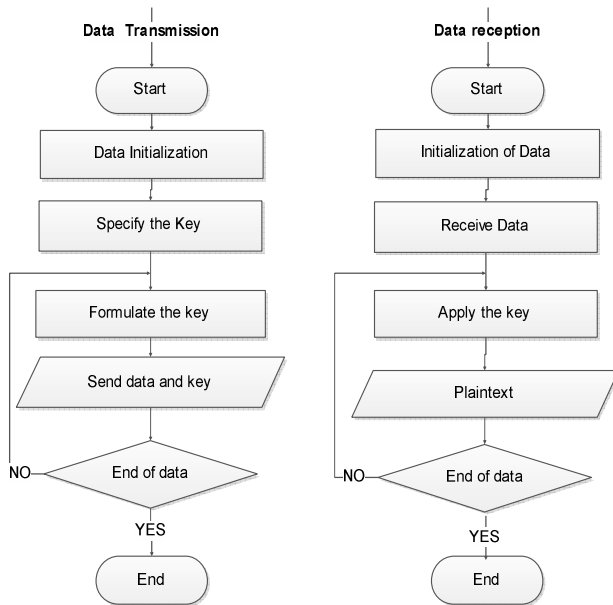 Data Transmission
Start
Data Initialization
Specify the Key
Formulate the key
Send data and key
End of data
NO
YES
End
Data reception
Start
Initialization of Data
Receive Data
Apply the key
Plaintext
End of data
NO
YES
End